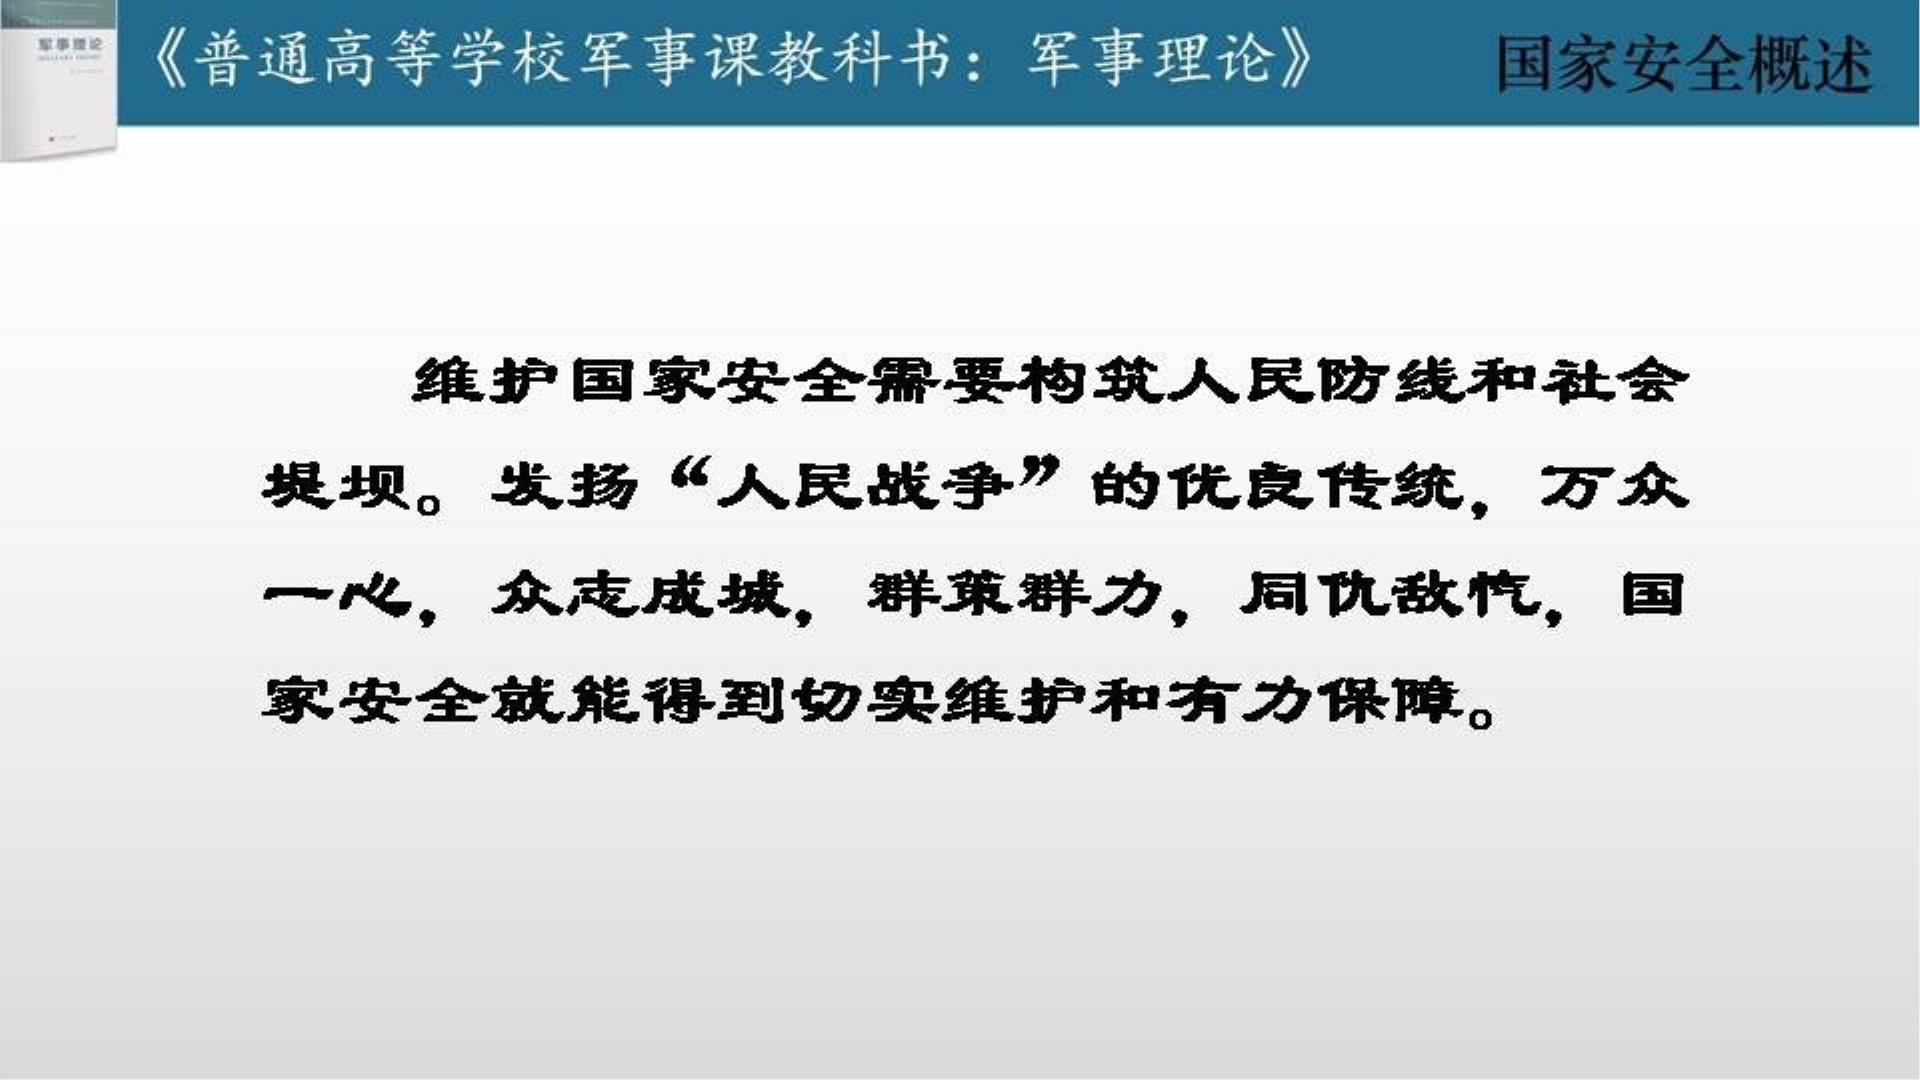 军事理论
《普通高等学校军事课教科书：军事理论》
国家安全概述
维护国家安全需要构筑人民防线和社会
堤坝。发扬“人民战争”的优良传统，万众
一心，众志成城，群策群力，同仇敌忾，国
家安全就能得到切实维护和有力保障。